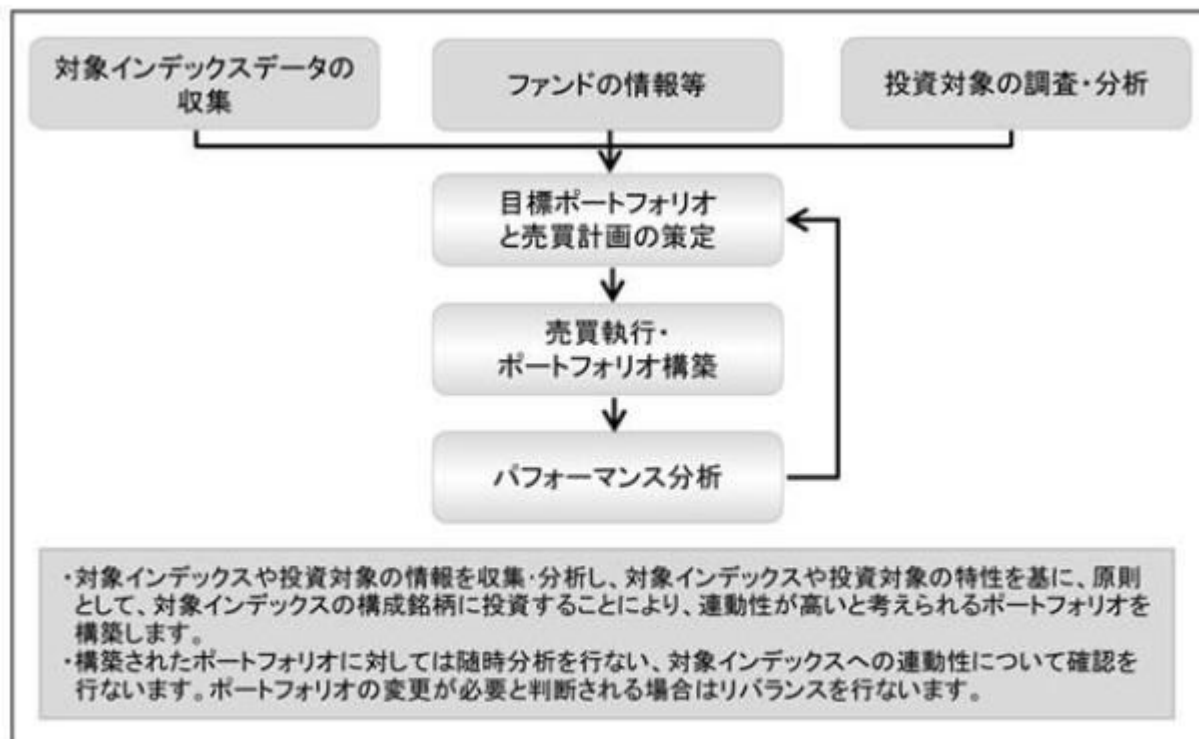 対象インデックスデータの
収集
ファンドの情報等
投資対象の調査・分析
目標ポートフォリオ
と売買計画の策定
売買執行・
ポートフォリオ構築
パフォーマンス分析
・対象インデックスや投資対象の情報を収集・分析し、対象インデックスや投資対象の特性を基に、原則
として、対象インデックスの構成銘柄に投資することにより、連動性が高いと考えられるポートフォリオを
構築します。
・構築されたポートフォリオに対しては随時分析を行ない、対象インデックスへの連動性について確認を
行ないます。ポートフォリオの変更が必要と判断される場合はリバランスを行ないます。